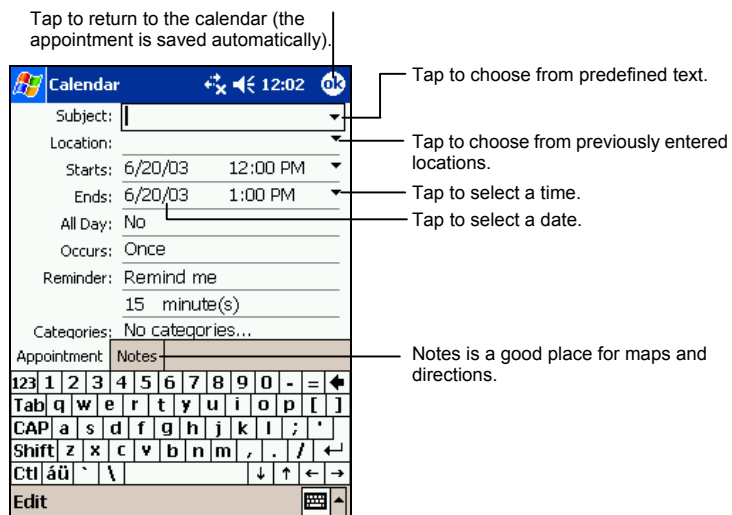 Tap to return to the calendar (the
appointment is saved automatically).
Calendar 12:02 ok
Tap to choose from predefined text.
Subject:
Location:
Tap to choose from previously entered
locations.
Starts: 6/20/03 12:00 PM
Ends: 6/20/03 1:00 PM
Tap to select a time.
Tap to select a date.
All Day: No
Occurs: Once
Reminder: Remind me
15 minute(s)
Categories: No categories...
Appointment Notes
Notes is a good place for maps and
directions.
123 1 2 3 4 5 6 7 8 9 0 - = 🡄
Tab q w e r t y u i o p [ ]
CAP a s d f g h j k l ; '
Shift z x c v b n m , . / ↵
Ctl áü ` \ ↓ ↑ ← →
Edit